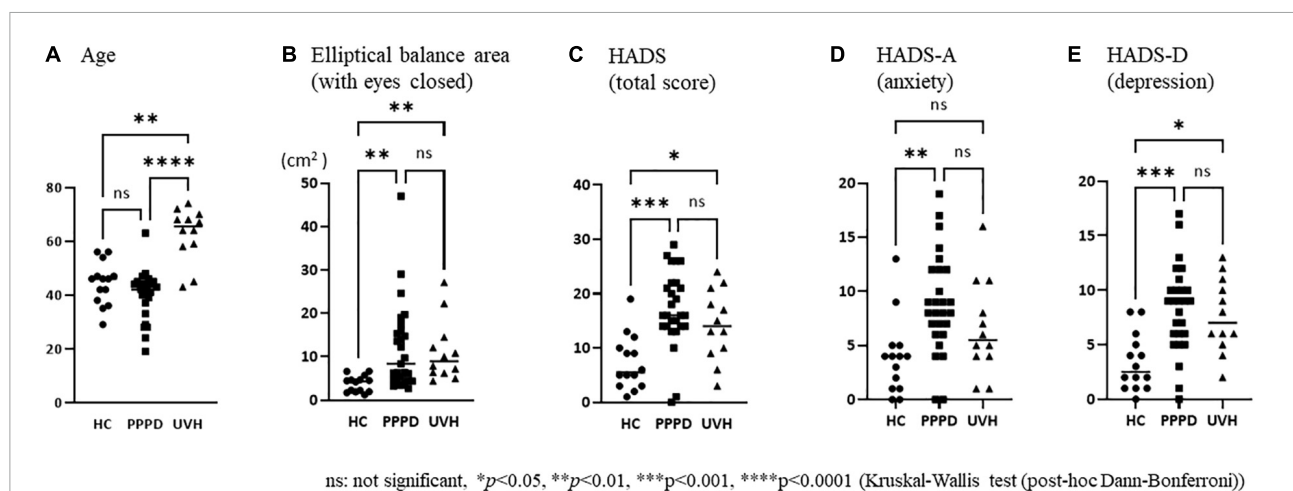 A Age
B Elliptical balance area
(with eyes closed)
C HADS
(total score)
D HADS-A
(anxiety)
E HADS-D
(depression)
**
****
ns
80
60
40
20
0
HC PPPD UVH
**
(cm²)
**
ns
50
40
30
20
10
0
HC PPPD UVH
*
***
ns
40
30
20
10
0
HC PPPD UVH
ns
**
ns
20
15
10
5
0
HC PPPD UVH
*
***
ns
20
15
10
5
0
HC PPPD UVH
ns: not significant, *p<0.05, **p<0.01, ***p<0.001, ****p<0.0001 (Kruskal-Wallis test (post-hoc Dann-Bonferroni))